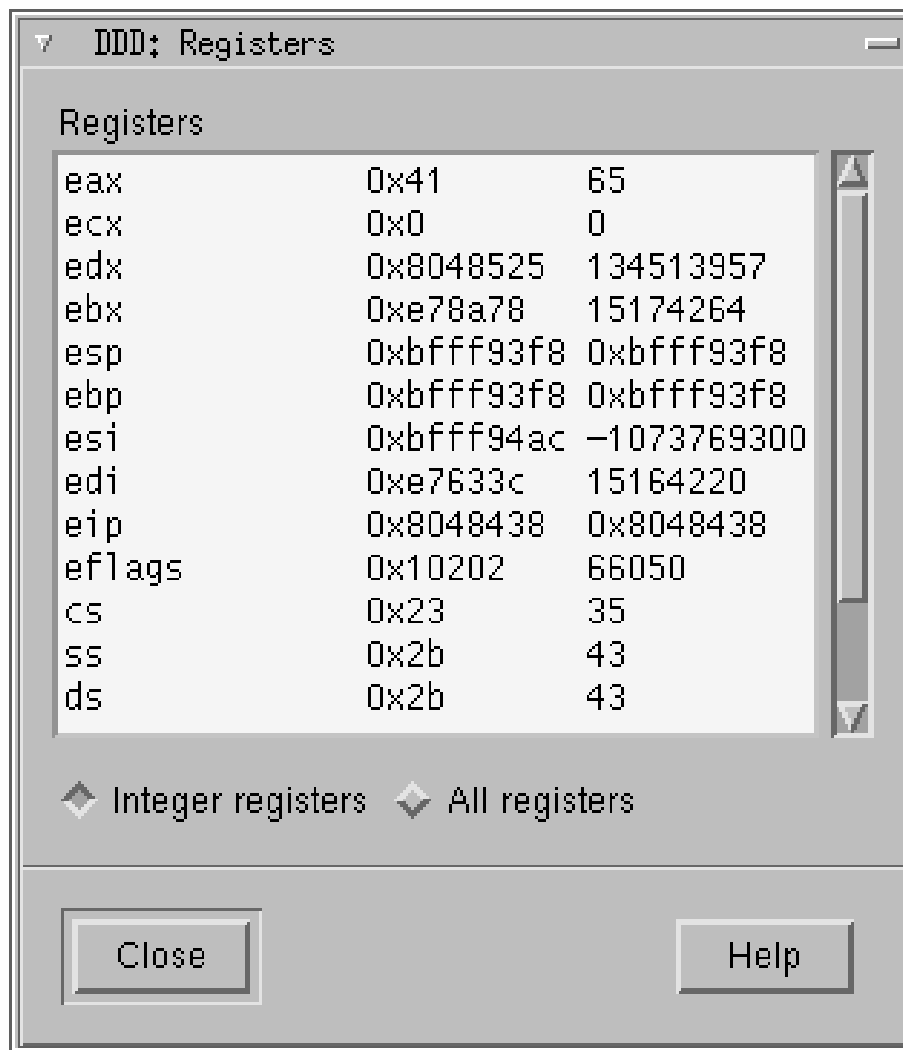 DDD: Registers
Registers
eax 0x41 65
ecx 0x0 0
edx 0x8048525 134513957
ebx 0xe78a78 15174264
esp 0xbfff93f8 0xbfff93f8
ebp 0xbfff93f8 0xbfff93f8
esi 0xbfff94ac -1073769300
edi 0xe7633c 15164220
eip 0x8048438 0x8048438
eflags 0x10202 66050
cs 0x23 35
ss 0x2b 43
ds 0x2b 43
Integer registers All registers
Close Help